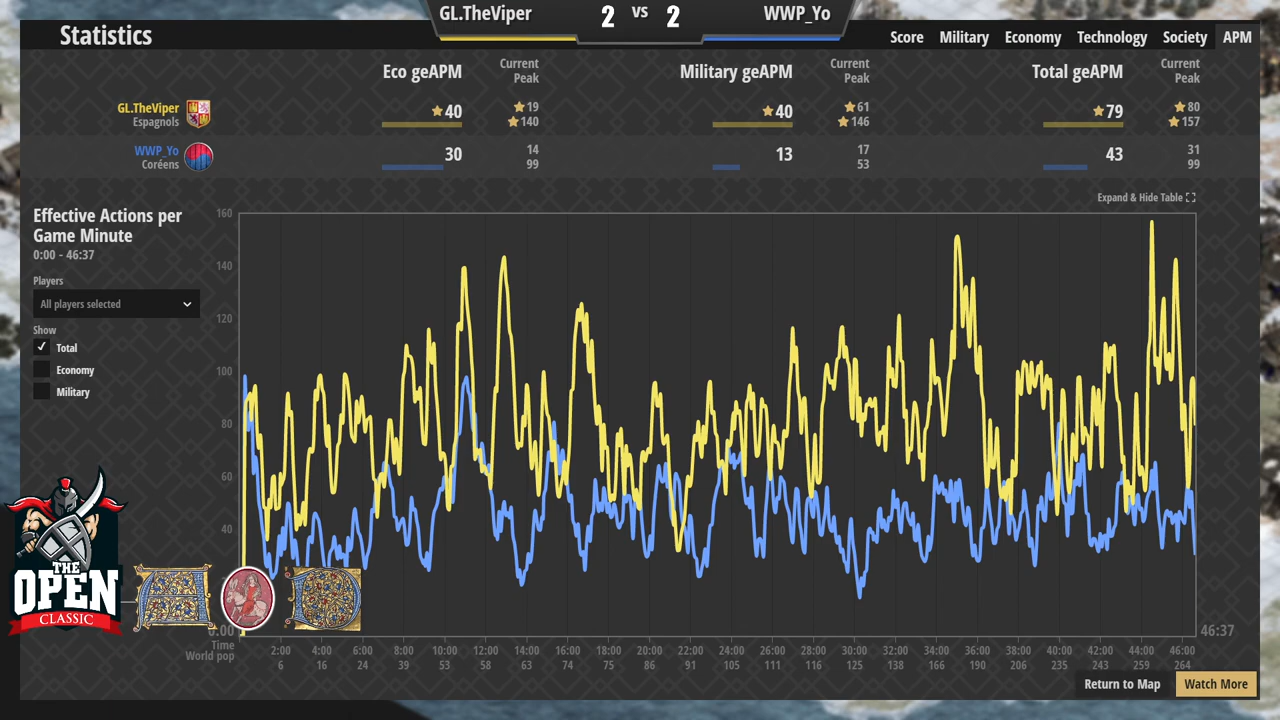 GL.TheViper 2 vs 2 WWP_Yo
Statistics
Score Military Economy Technology Society APM
Eco geAPM Current Peak Military geAPM Current Peak Total geAPM Current Peak
GL.TheViper
Espagnols
40 19 140 40 61 146 79 80 157
WWP_Yo
Coréens
30 14 99 13 17 53 43 31 99
Expand & Hide Table
Effective Actions per
Game Minute
0:00 - 46:37
Players
All players selected
Show
Total
Economy
Military
160
140
120
100
80
60
40
0:00
46:37
THE
OPEN
CLASSIC
Time 2:00 4:00 6:00 8:00 10:00 12:00 14:00 16:00 18:00 20:00 22:00 24:00 26:00 28:00 30:00 32:00 34:00 36:00 38:00 40:00 42:00 44:00 46:00
World pop 6 16 24 39 53 58 63 74 75 86 91 105 111 116 125 138 166 190 206 235 243 259 264
Return to Map Watch More